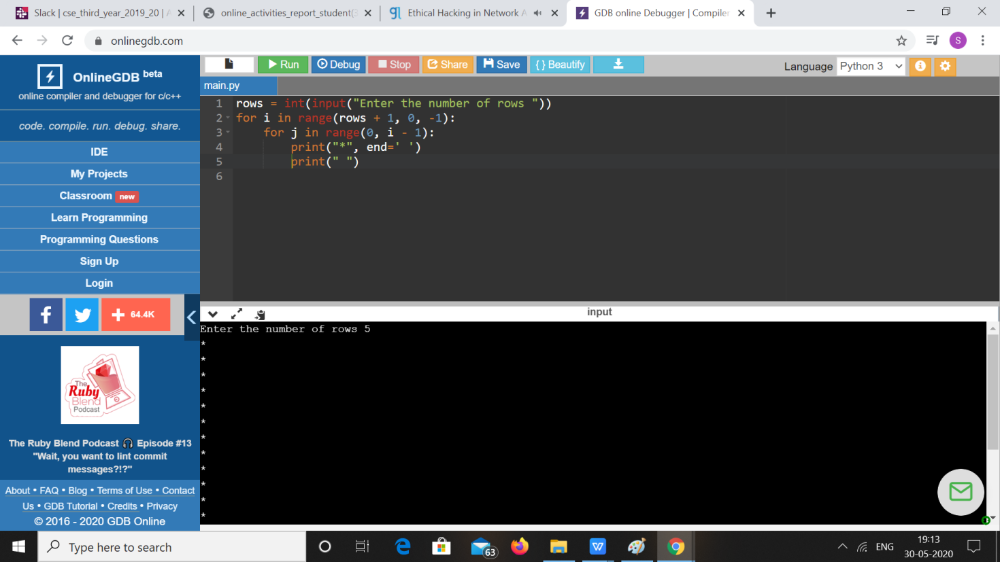 Slack | cse_third_year_2019_20 | A
online_activities_report_student(3
Ethical Hacking in Network A
GDB online Debugger | Compiler
onlinegdb.com
S
OnlineGDB beta
online compiler and debugger for c/c++
code. compile. run. debug. share.
IDE
My Projects
Classroom new
Learn Programming
Programming Questions
Sign Up
Login
64.4K
The
Ruby
Blend
Podcast
The Ruby Blend Podcast 🎧 Episode #13
"Wait, you want to lint commit
messages?!?"
About • FAQ • Blog • Terms of Use • Contact
Us • GDB Tutorial • Credits • Privacy
© 2016 - 2020 GDB Online
Run Debug Stop Share Save { } Beautify
Language Python 3
main.py
1 rows = int(input("Enter the number of rows "))
2 for i in range(rows + 1, 0, -1):
3     for j in range(0, i - 1):
4         print("*", end=' ')
5         print(" ")
6
input
Enter the number of rows 5
*
*
*
*
*
*
*
*
*
*
*
*
Type here to search
63
ENG
19:13
30-05-2020